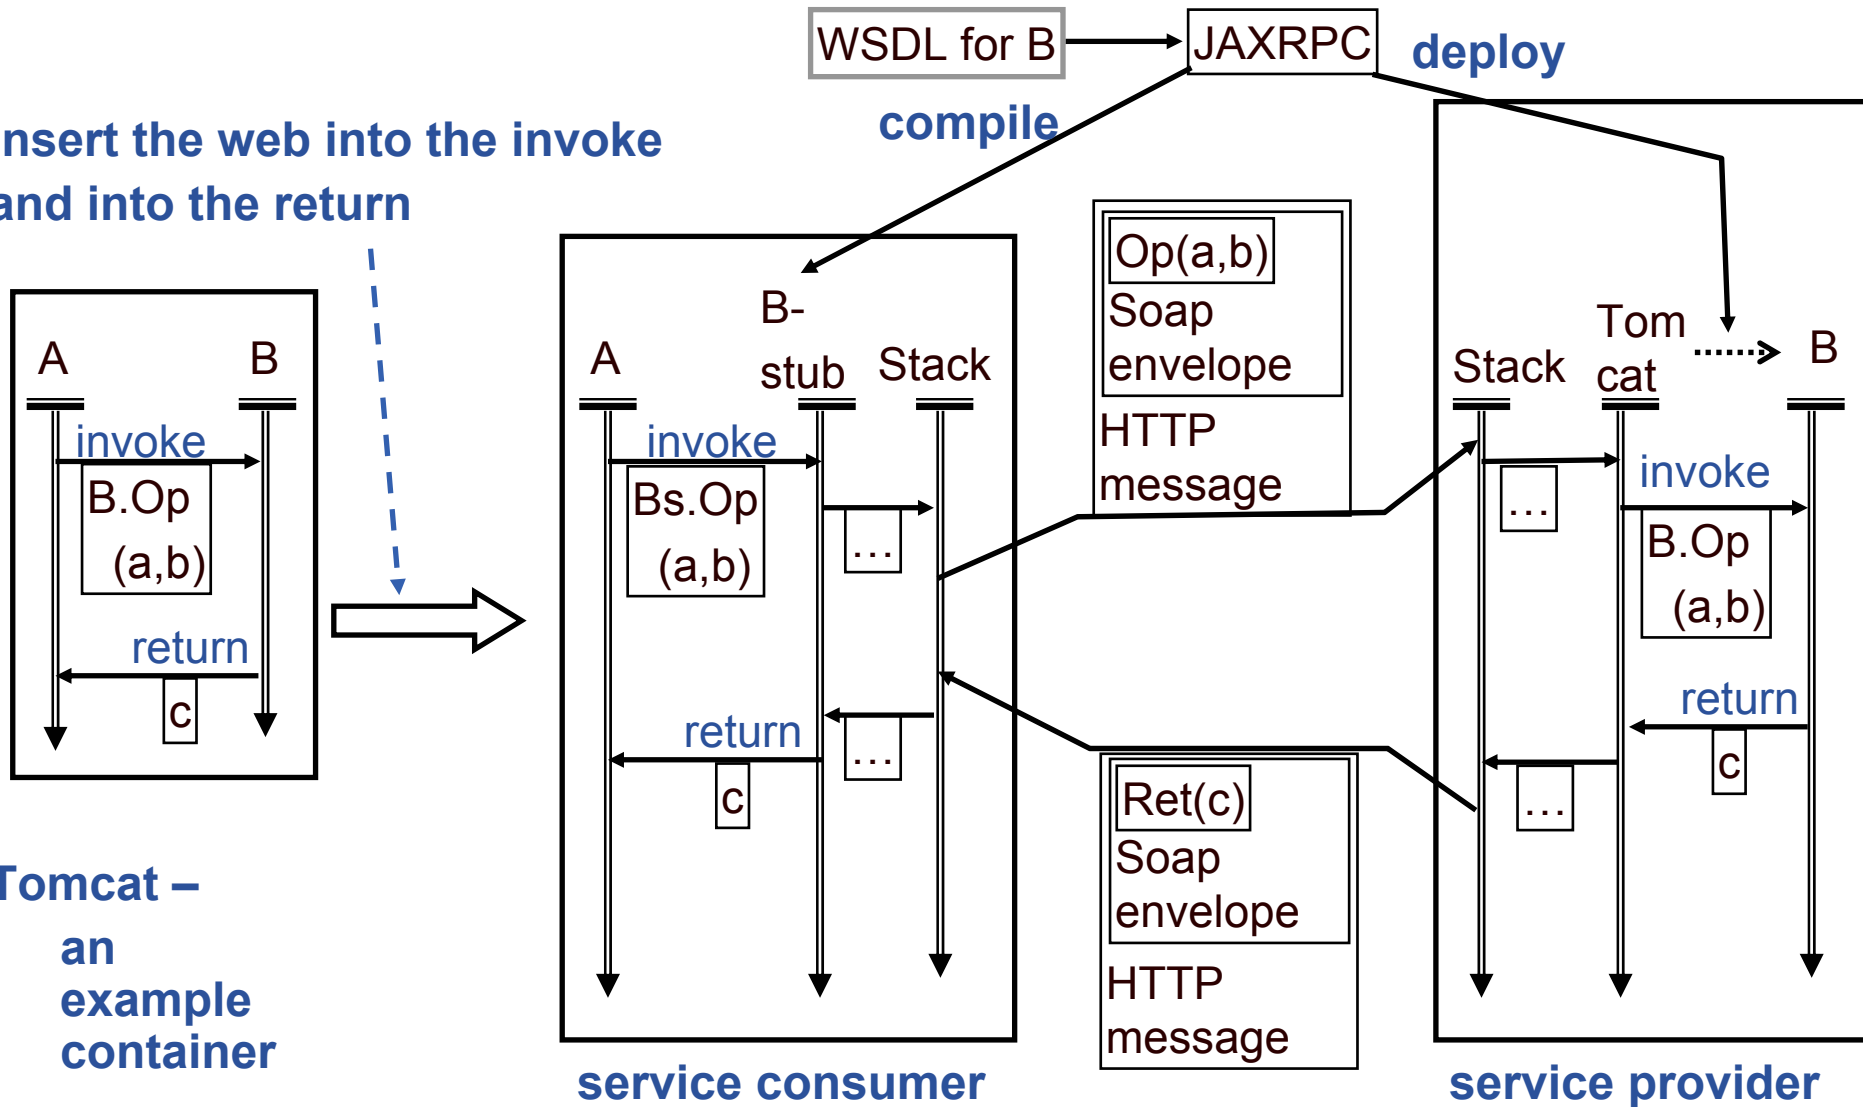 WSDL for B
JAXRPC
deploy
compile
nsert the web into the invoke
and into the return
A
B
invoke
B.Op
(a,b)
return
c
Tomcat –
an
example
container
A
B-
stub
Stack
invoke
Bs.Op
(a,b)
...
return
...
c
service consumer
Op(a,b)
Soap
envelope
HTTP
message
Ret(c)
Soap
envelope
HTTP
message
Stack
Tom
cat
B
...
invoke
B.Op
(a,b)
return
c
...
service provider